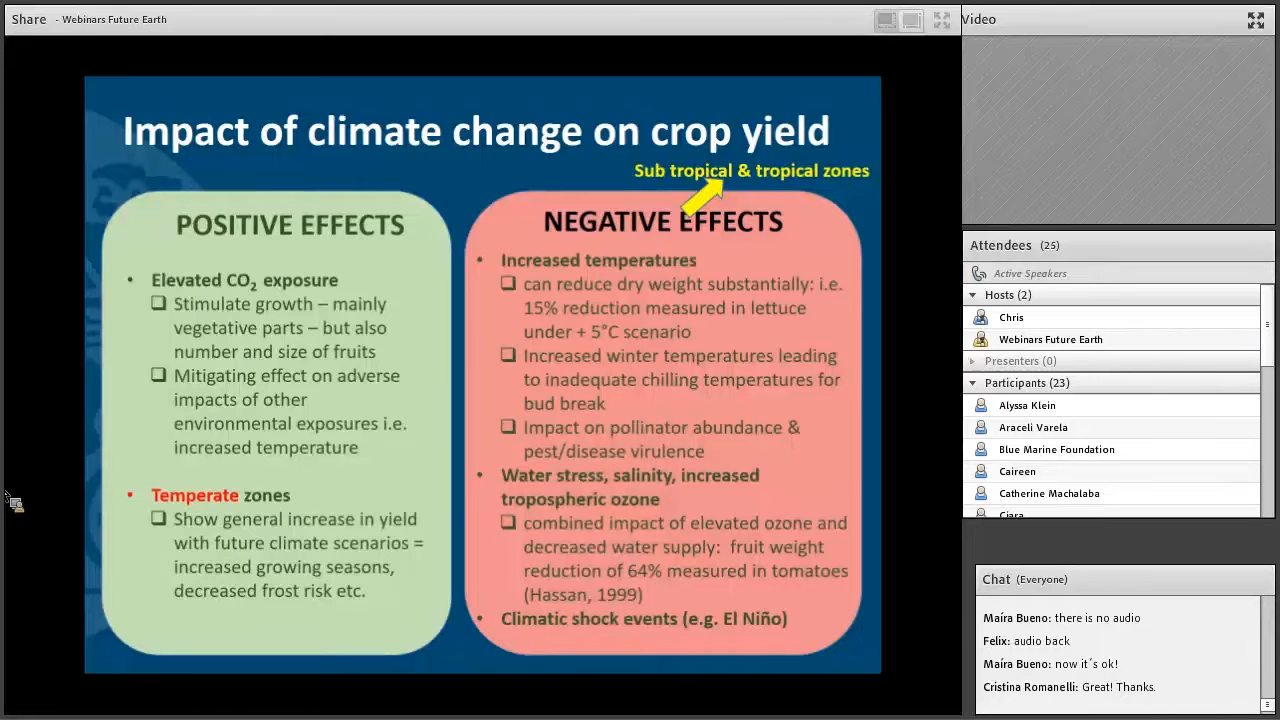 Share - Webinars Future Earth
Impact of climate change on crop yield
Sub tropical & tropical zones
POSITIVE EFFECTS
• Elevated CO₂ exposure
❑ Stimulate growth – mainly
vegetative parts – but also
number and size of fruits
❑ Mitigating effect on adverse
impacts of other
environmental exposures i.e.
increased temperature
• Temperate zones
❑ Show general increase in yield
with future climate scenarios =
increased growing seasons,
decreased frost risk etc.
NEGATIVE EFFECTS
• Increased temperatures
❑ can reduce dry weight substantially: i.e.
15% reduction measured in lettuce
under + 5°C scenario
❑ Increased winter temperatures leading
to inadequate chilling temperatures for
bud break
❑ Impact on pollinator abundance &
pest/disease virulence
• Water stress, salinity, increased
tropospheric ozone
❑ combined impact of elevated ozone and
decreased water supply: fruit weight
reduction of 64% measured in tomatoes
(Hassan, 1999)
• Climatic shock events (e.g. El Niño)
Video
Attendees (25)
Active Speakers
Hosts (2)
Chris
Webinars Future Earth
Presenters (0)
Participants (23)
Alyssa Klein
Araceli Varela
Blue Marine Foundation
Caireen
Catherine Machalaba
Ciara
Chat (Everyone)
Maíra Bueno: there is no audio
Felix: audio back
Maíra Bueno: now it´s ok!
Cristina Romanelli: Great! Thanks.